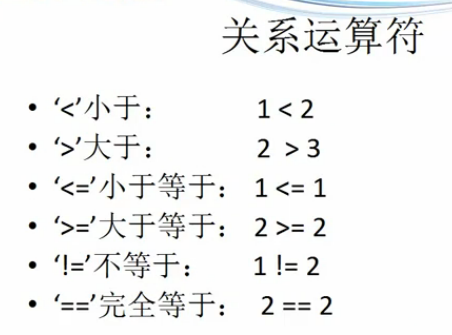 关系运算符
• ‘<’小于： 1 < 2
• ‘>’大于： 2 > 3
• ‘<=’小于等于： 1 <= 1
• ‘>=’大于等于： 2 >= 2
• ‘!=’不等于： 1 != 2
• ‘==’完全等于： 2 == 2